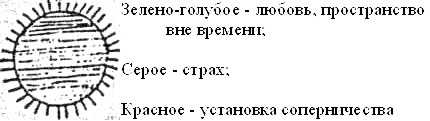 Зелено-голубое - любовь, пространство
вне времени;
Серое - страх;
Красное - установка соперничества